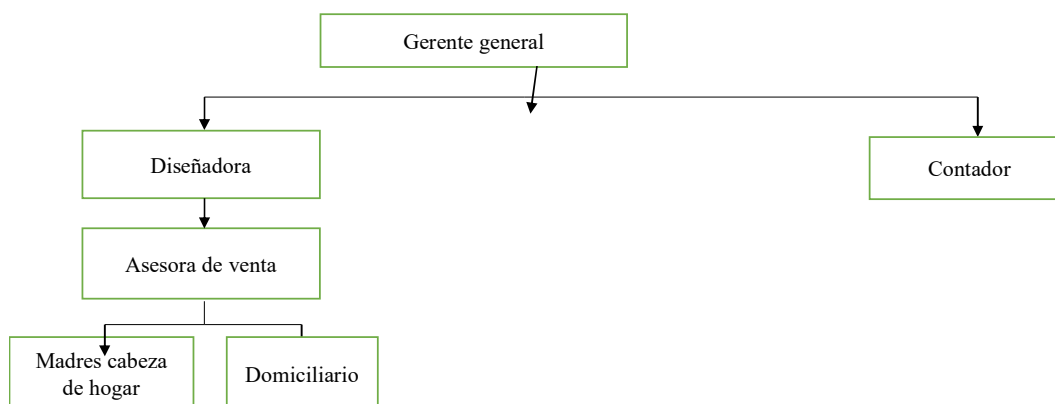 Gerente general
Diseñadora
Contador
Asesora de venta
Madres cabeza
de hogar
Domiciliario